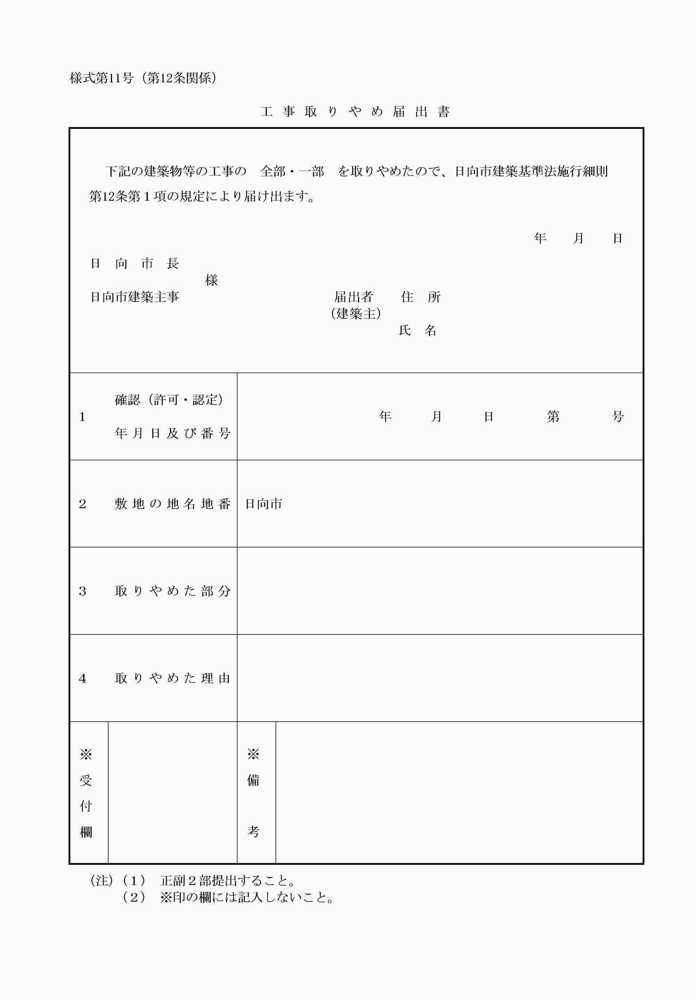 様式第11号（第12条関係）
工事取りやめ届出書
下記の建築物等の工事の　全部・一部　を取りやめたので、日向市建築基準法施行細則
第12条第１項の規定により届け出ます。
年　月　日
日　向　市　長
様
日向市建築主事　届出者　住　所
（建築主）
氏　名
確認（許可・認定）
1　年　月　日　第　号
年月日及び番号
2　敷地の地名地番　日向市
3　取りやめた部分
4　取りやめた理由
※受付欄　※備考
（注）（１）　正副２部提出すること。
（２）　※印の欄には記入しないこと。